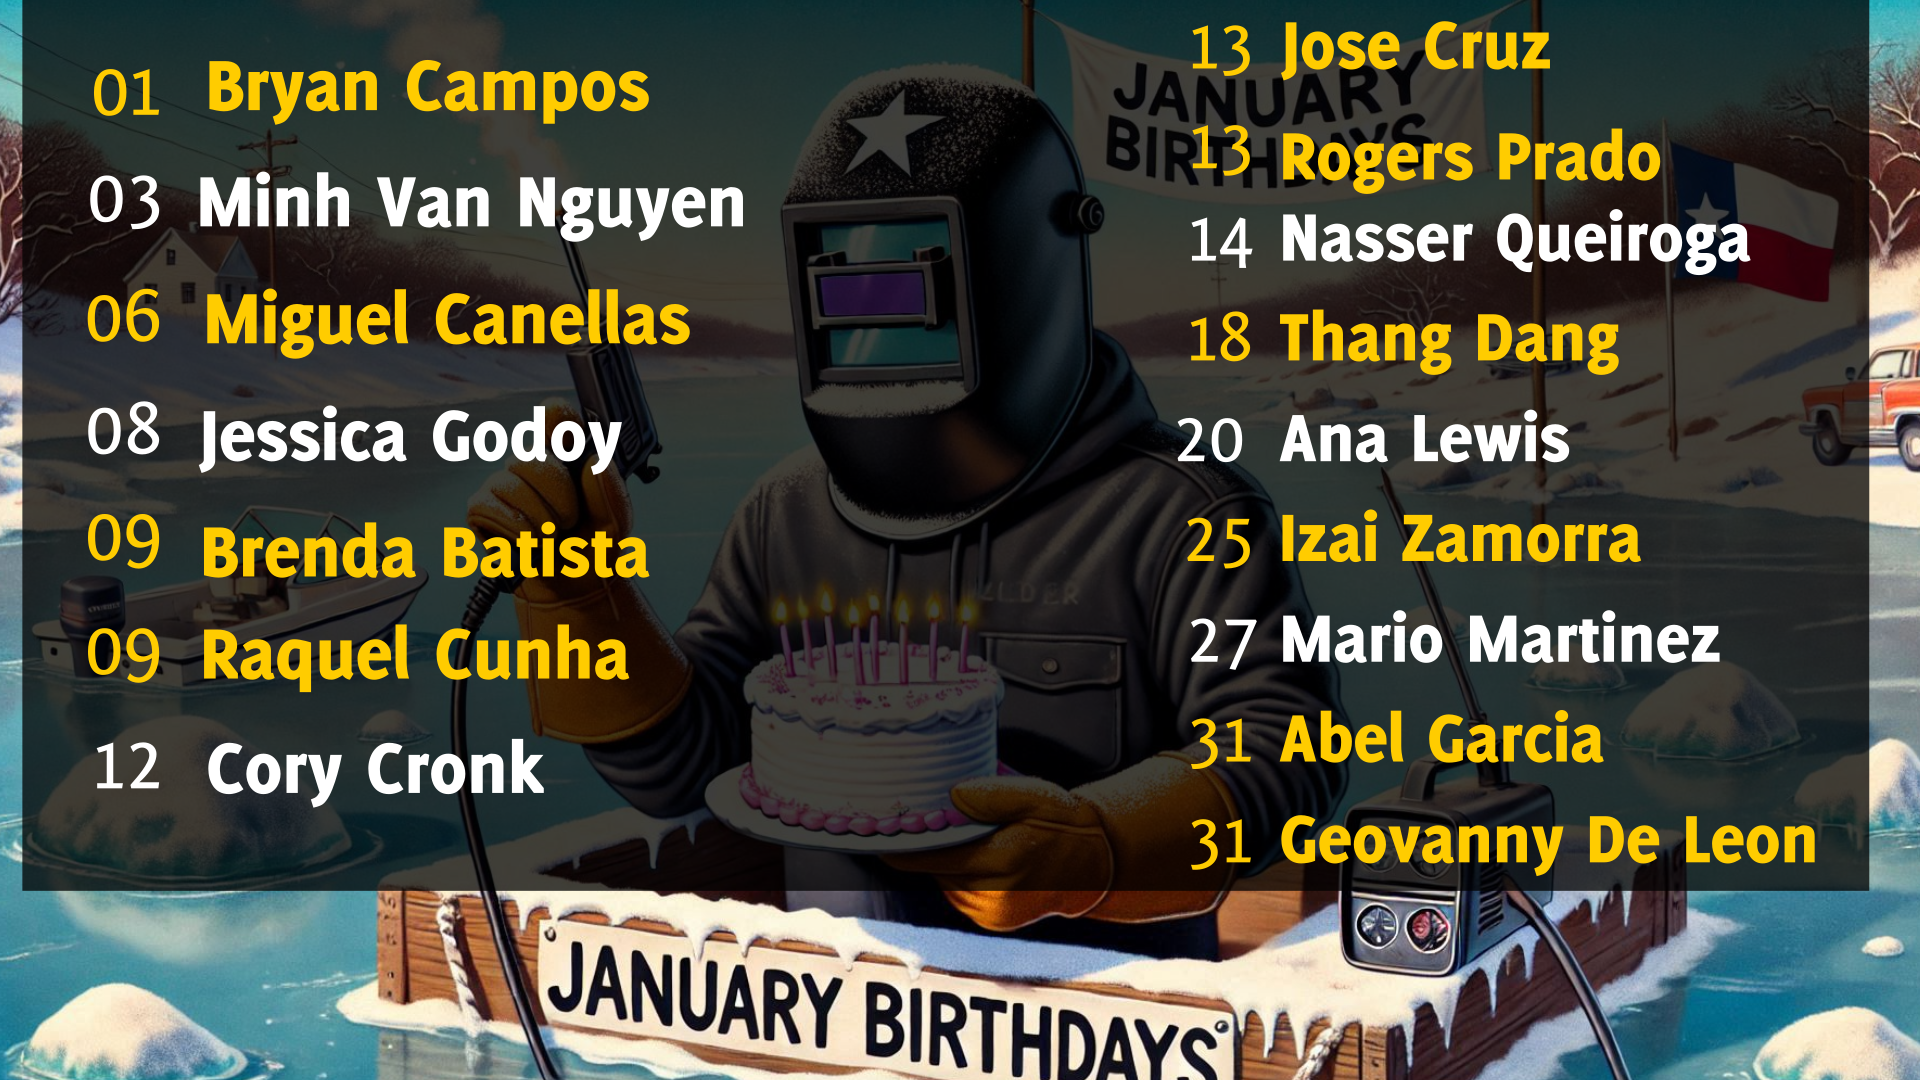 01 Bryan Campos
03 Minh Van Nguyen
06 Miguel Canellas
08 Jessica Godoy
09 Brenda Batista
09 Raquel Cunha
12 Cory Cronk
13 Jose Cruz
13 Rogers Prado
14 Nasser Queiroga
18 Thang Dang
20 Ana Lewis
25 Izai Zamorra
27 Mario Martinez
31 Abel Garcia
31 Geovanny De Leon
JANUARY
BIRTHDAYS
JANUARY BIRTHDAYS